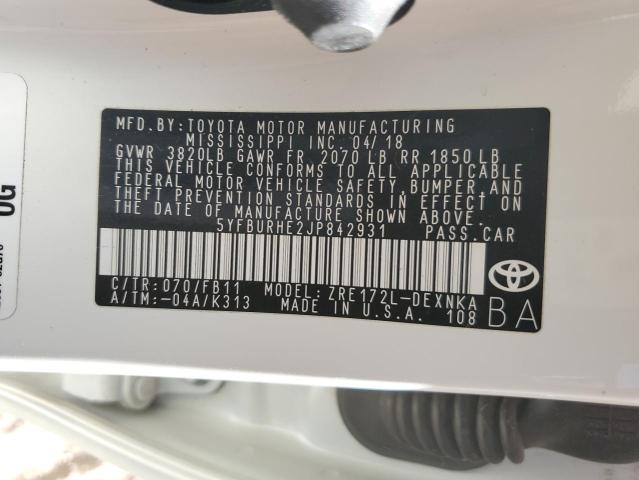 MFD.BY:TOYOTA MOTOR MANUFACTURING
MISSISSIPPI INC. 04/18
GVWR 3820LB GAWR FR. 2070 LB RR 1850 LB
THIS VEHICLE CONFORMS TO ALL APPLICABLE
FEDERAL MOTOR VEHICLE SAFETY, BUMPER, AND
THEFT PREVENTION STANDARDS IN EFFECT ON
THE DATE OF MANUFACTURE SHOWN ABOVE.
5YFBURHE2JP842931 PASS.CAR
C/TR: 070/FB11 MODEL: ZRE172L-DEXNKA
A/TM: -04A/K313 MADE IN U.S.A. 108
BA
OG